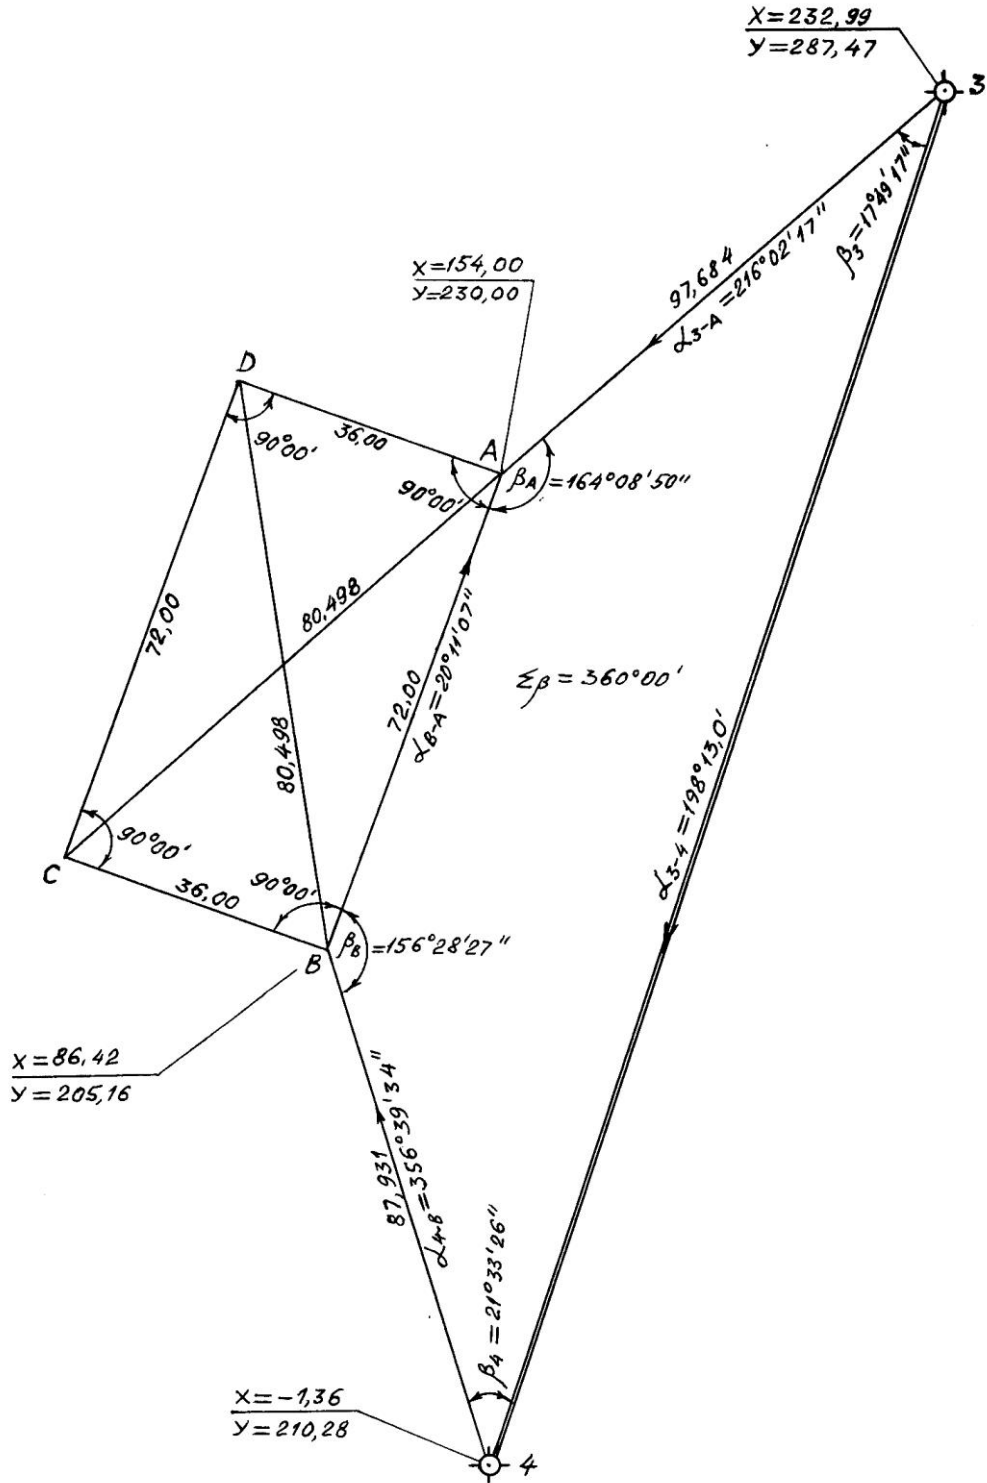 X=232,99
Y=287,47
3
β3=17°49'17"
97,684
α3-A=216°02'17"
X=154,00
Y=230,00
D
36,00
A
90°00'
βA=164°08'50"
90°00'
72,00
80,498
72,00
αB-A=20°11'07"
Σβ=360°00'
80,498
α3-4=198°13,0'
90°00'
C
36,00
90°00'
βB=156°28'27"
B
X=86.42
Y=205,16
87,931
α4-B=356°39'34"
β4=21°33'26"
X=-1,36
Y=210,28
4